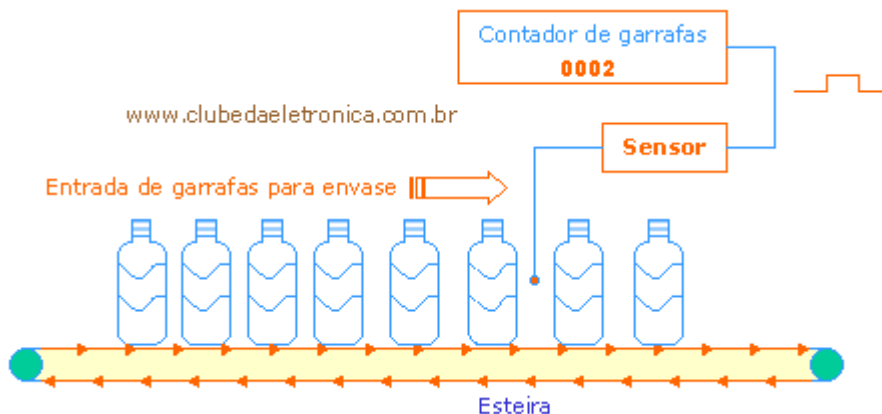 Contador de garrafas
0002
www.clubedaeletronica.com.br
Sensor
Entrada de garrafas para envase
Esteira